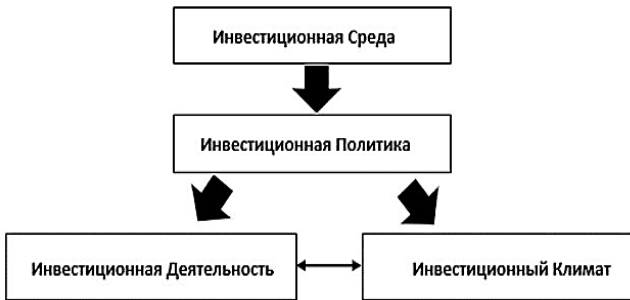 Инвестиционная Среда
Инвестиционная Политика
Инвестиционная Деятельность
Инвестиционный Климат